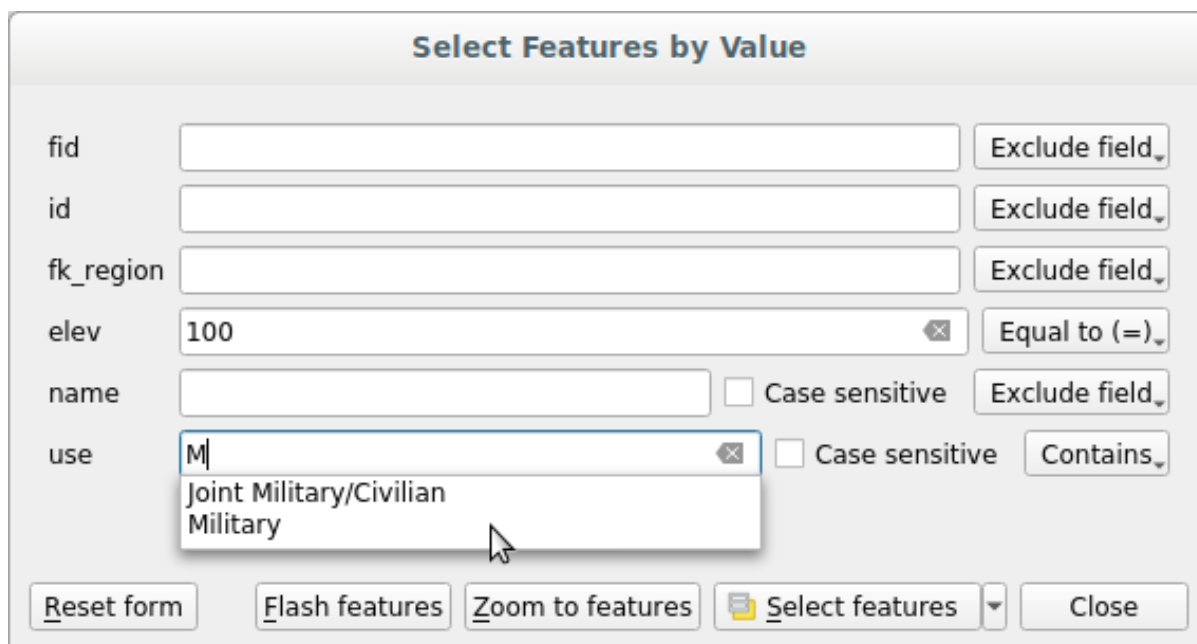 Select Features by Value
fid Exclude field
id Exclude field
fk_region Exclude field
elev 100 Equal to (=)
name Case sensitive Exclude field
use M Case sensitive Contains
Joint Military/Civilian
Military
Reset form Flash features Zoom to features Select features Close